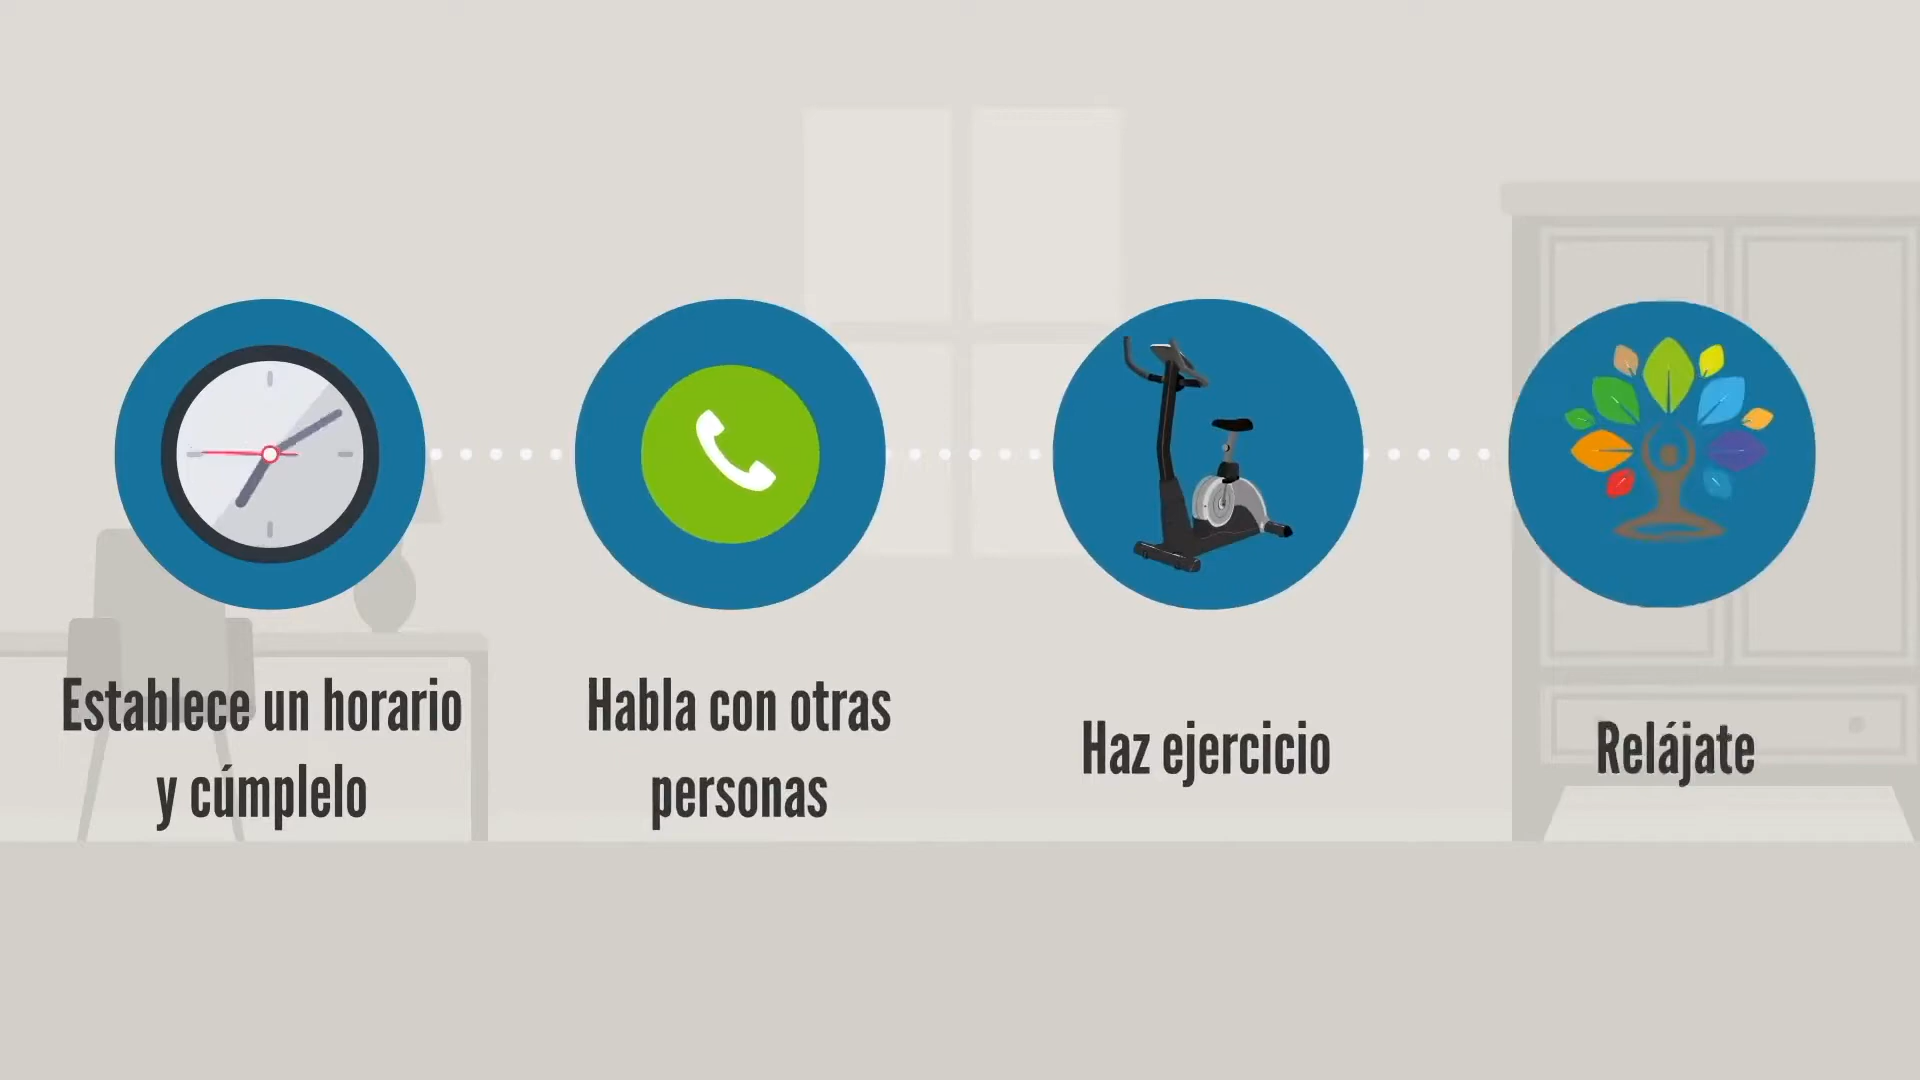 Establece un horario
y cúmplelo
Habla con otras
personas
Haz ejercicio
Relájate